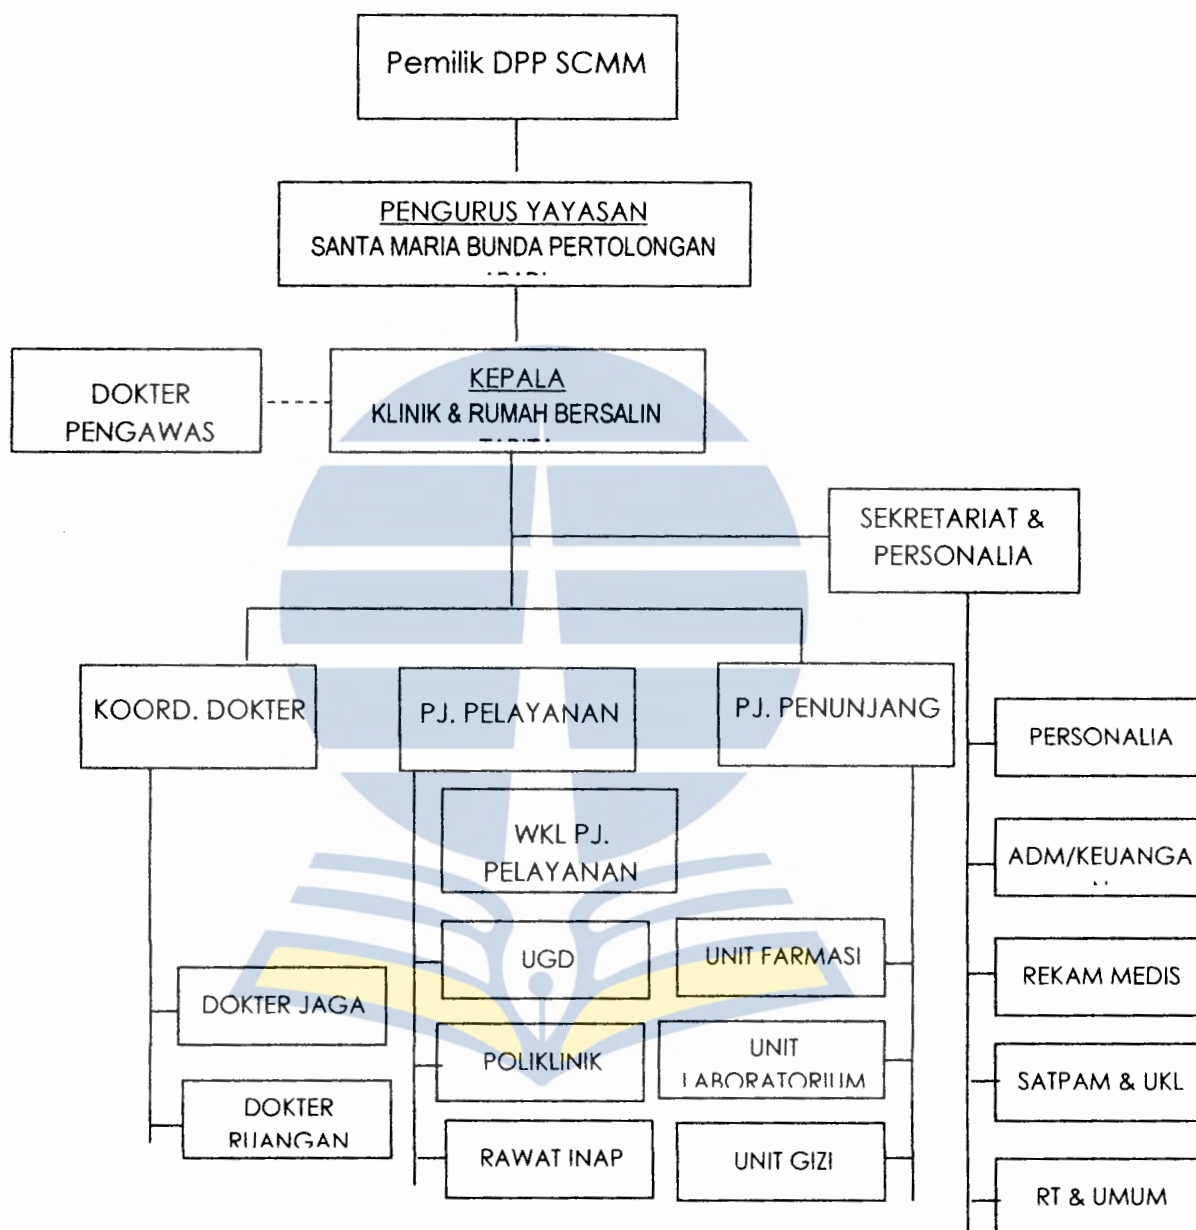 Pemilik DPP SCMM
PENGURUS YAYASAN
SANTA MARIA BUNDA PERTOLONGAN
DOKTER
PENGAWAS
KEPALA
KLINIK & RUMAH BERSALIN
SEKRETARIAT &
PERSONALIA
KOORD. DOKTER
PJ. PELAYANAN
PJ. PENUNJANG
PERSONALIA
WKL PJ.
PELAYANAN
ADM/KEUANGA
UGD
UNIT FARMASI
REKAM MEDIS
DOKTER JAGA
POLIKLINIK
UNIT
LABORATORIUM
SATPAM & UKL
DOKTER
RUANGAN
RAWAT INAP
UNIT GIZI
RT & UMUM